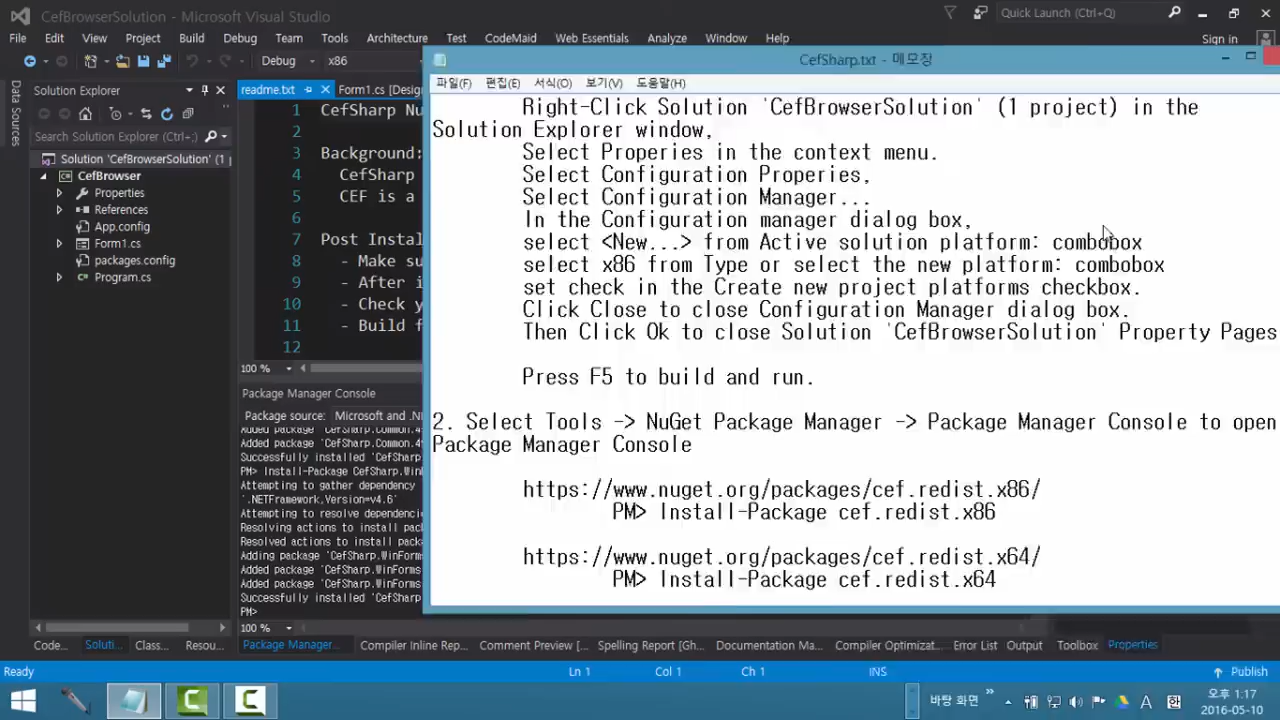 CefBrowserSolution - Microsoft Visual Studio
Quick Launch (Ctrl+Q)
File Edit View Project Build Debug Team Tools Architecture Test CodeMaid Web Essentials Analyze Window Help
Sign in
Debug x86
CefSharp.txt - 메모장
파일(F) 편집(E) 서식(O) 보기(V) 도움말(H)
Data Sources
Solution Explorer
Search Solution Explorer (Ctrl+;)
Solution 'CefBrowserSolution' (1
CefBrowser
Properties
References
App.config
Form1.cs
packages.config
Program.cs
readme.txt
Form1.cs [Design
1 CefSharp Nu
2
3 Background:
4 CefSharp
5 CEF is a
6
7 Post Instal
8 - Make su
9 - After i
10 - Check y
11 - Build f
12
100 %
Package Manager Console
Package source: Microsoft and .N
Added package 'CefSharp.Common.4
Added package 'CefSharp.Common.4
Successfully installed 'CefSharp.
PM> Install-Package CefSharp.Win
Attempting to gather dependency
'.NETFramework,Version=v4.6'
Attempting to resolve dependenci
Resolving actions to install pac
Resolved actions to install pack
Adding package 'CefSharp.WinForms
Added package 'CefSharp.WinForms
Added package 'CefSharp.WinForms
Successfully installed 'CefSharp.
PM>
100 %
Right-Click Solution 'CefBrowserSolution' (1 project) in the
Solution Explorer window,
Select Properies in the context menu.
Select Configuration Properies,
Select Configuration Manager...
In the Configuration manager dialog box,
select <New...> from Active solution platform: combobox
select x86 from Type or select the new platform: combobox
set check in the Create new project platforms checkbox.
Click Close to close Configuration Manager dialog box.
Then Click Ok to close Solution 'CefBrowserSolution' Property Pages
Press F5 to build and run.
2. Select Tools -> NuGet Package Manager -> Package Manager Console to open
Package Manager Console
https://www.nuget.org/packages/cef.redist.x86/
PM> Install-Package cef.redist.x86
https://www.nuget.org/packages/cef.redist.x64/
PM> Install-Package cef.redist.x64
Code... Soluti... Class... Resou...
Package Manager... Compiler Inline Rep... Comment Preview [... Spelling Report [Gh... Documentation Ma... Compiler Optimizat... Error List Output Toolbox Properties
Ready Ln 1 Col 1 Ch 1 INS Publish
바탕 화면 A 한 오후 1:17
2016-05-10